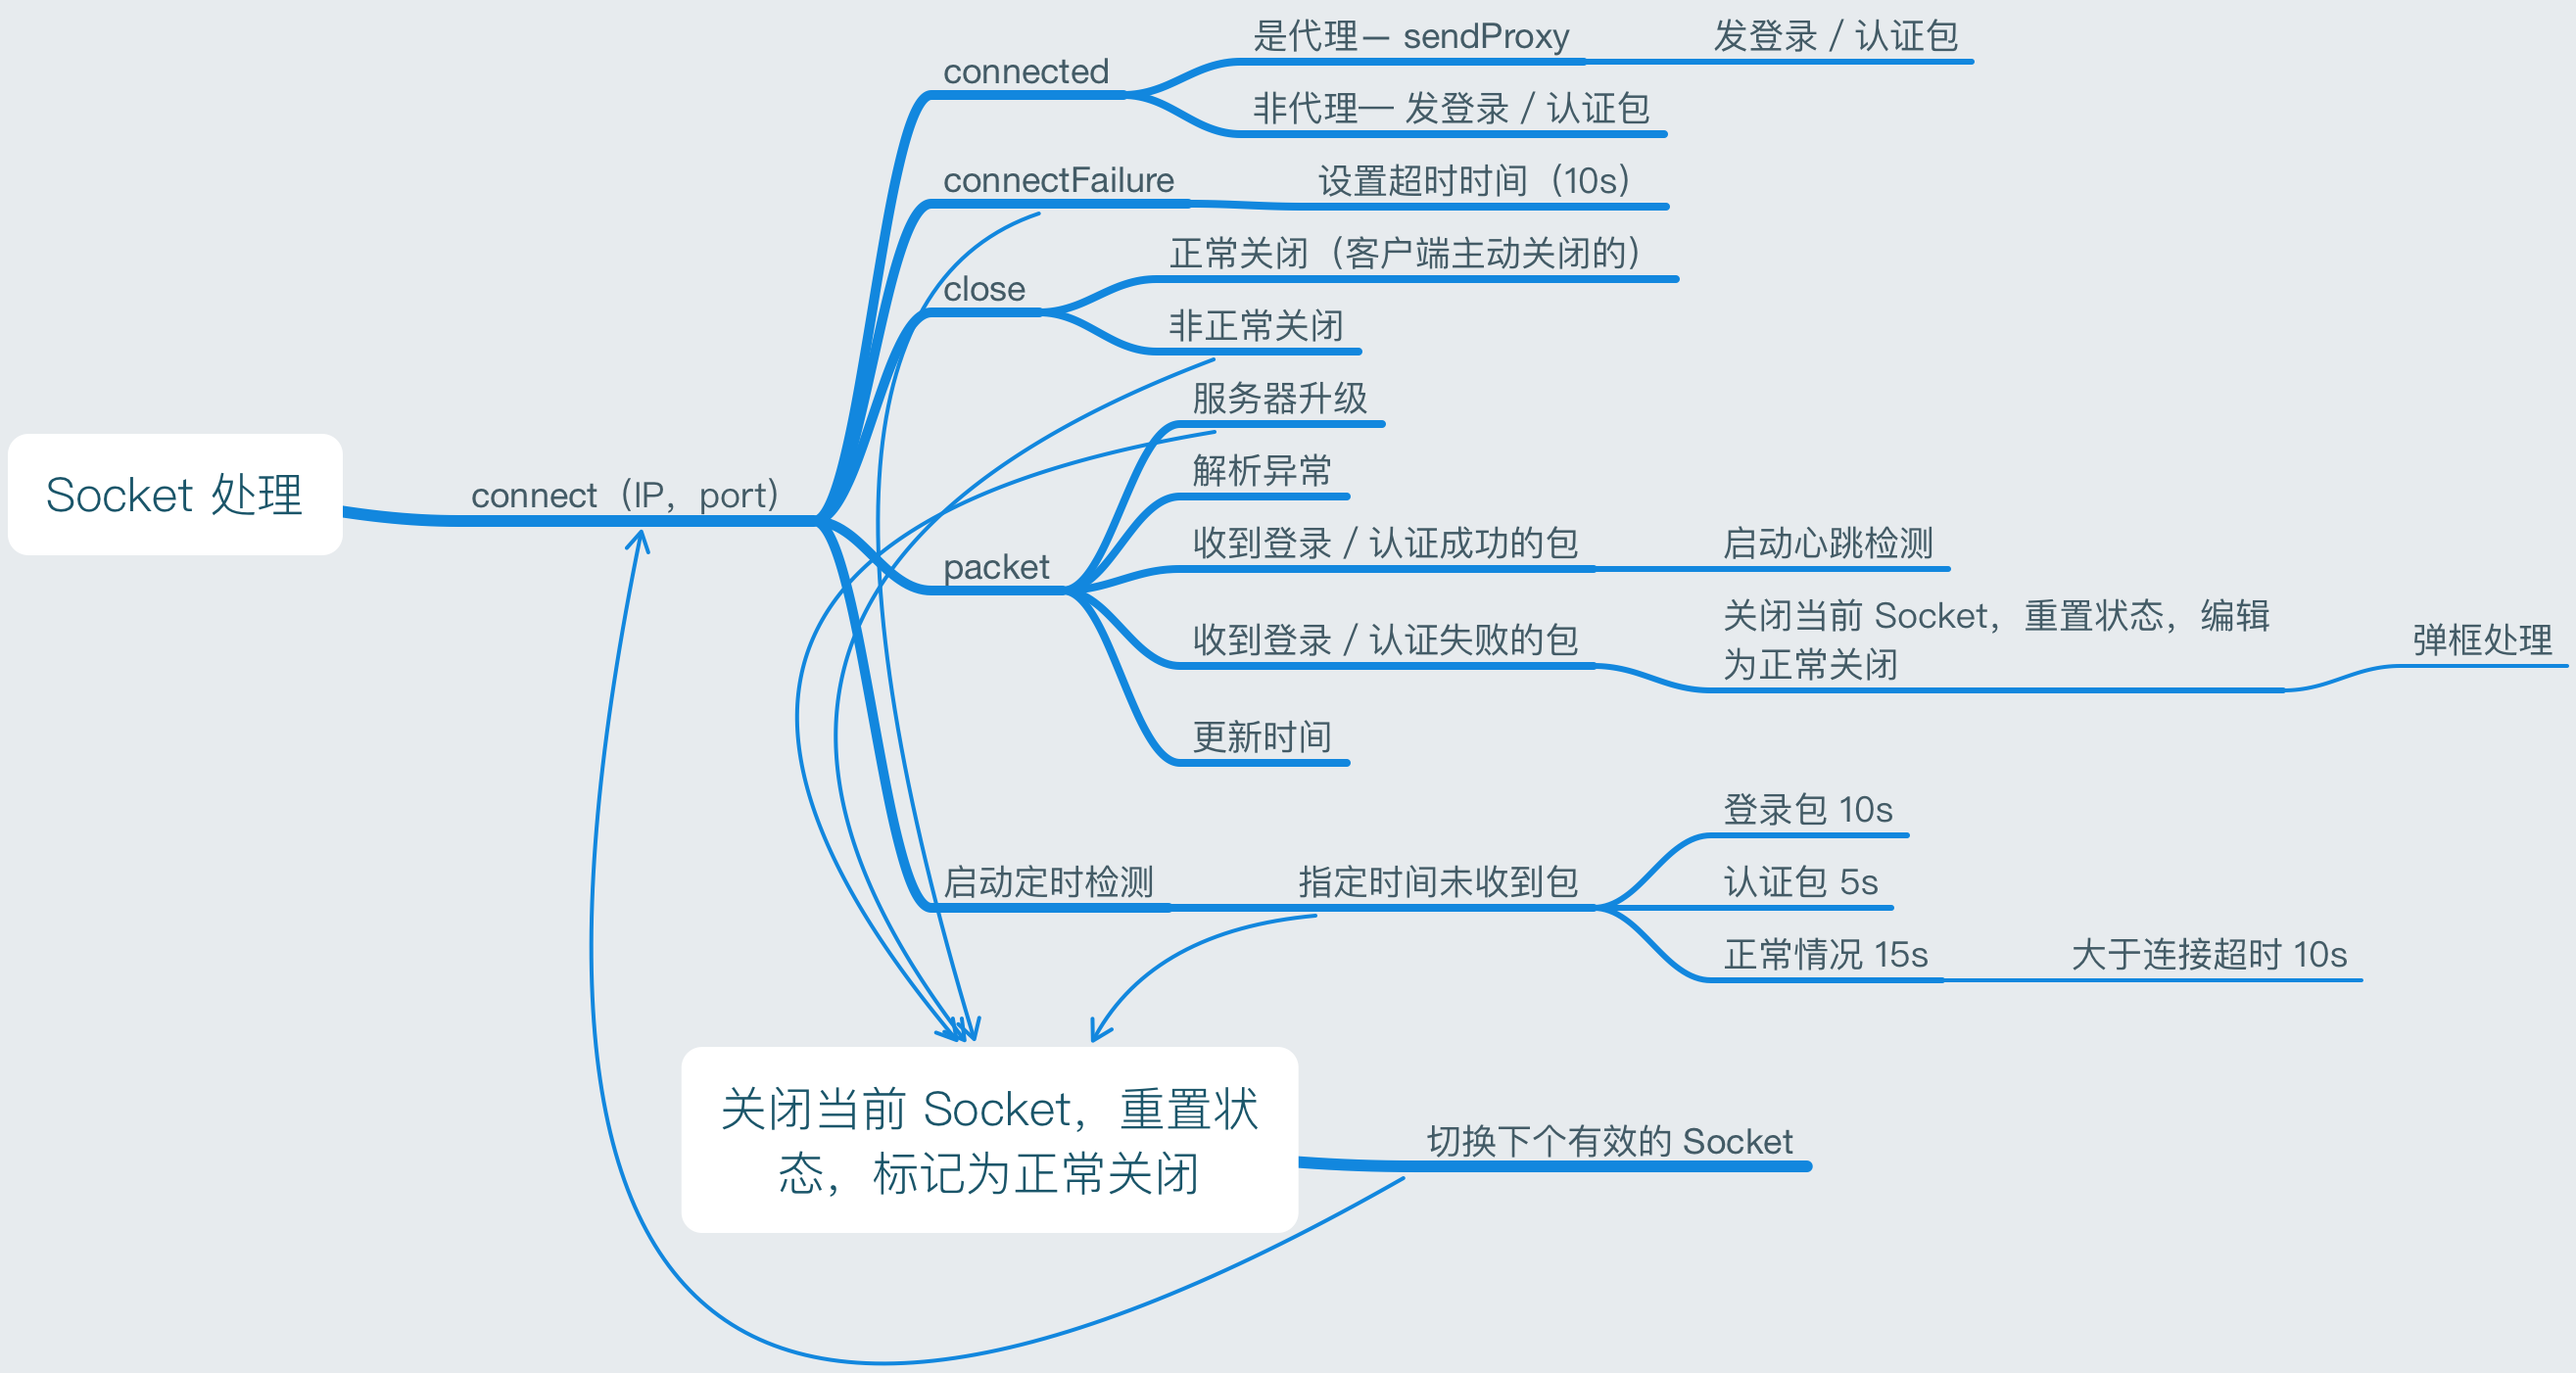 Socket 处理
connect（IP，port）
connected
是代理— sendProxy
发登录 / 认证包
非代理— 发登录 / 认证包
connectFailure
设置超时时间（10s）
close
正常关闭（客户端主动关闭的）
非正常关闭
packet
服务器升级
解析异常
收到登录 / 认证成功的包
启动心跳检测
收到登录 / 认证失败的包
关闭当前 Socket，重置状态，编辑
为正常关闭
弹框处理
更新时间
启动定时检测
指定时间未收到包
登录包 10s
认证包 5s
正常情况 15s
大于连接超时 10s
关闭当前 Socket，重置状
态，标记为正常关闭
切换下个有效的 Socket